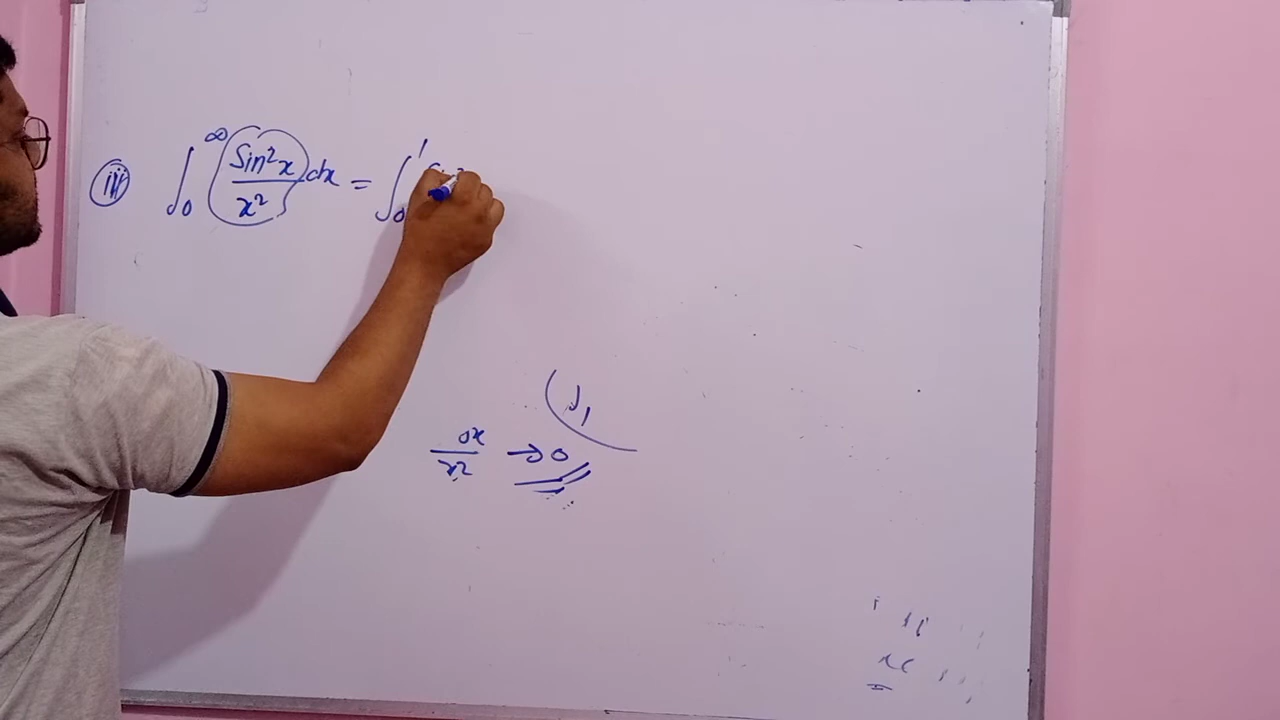 (iii) ∫₀^∞ (Sin²x / x²) dx = ∫₀¹
∫₁
x / x² → 0